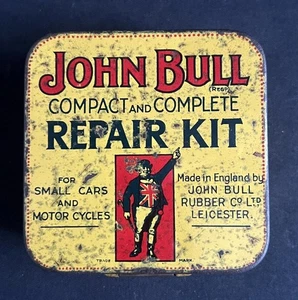 JOHN BULL
(REGD)
COMPACT AND COMPLETE
REPAIR KIT
FOR
SMALL CARS
AND
MOTOR CYCLES
Made in England by
JOHN BULL
RUBBER CO. LTD
LEICESTER.
TRADE MARK